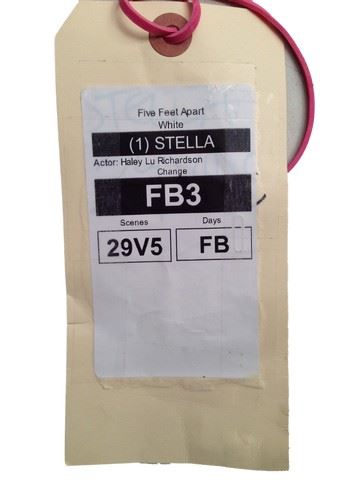 Five Feet Apart
White
(1) STELLA
Actor: Haley Lu Richardson
Change
FB3
Scenes Days
29V5 FB